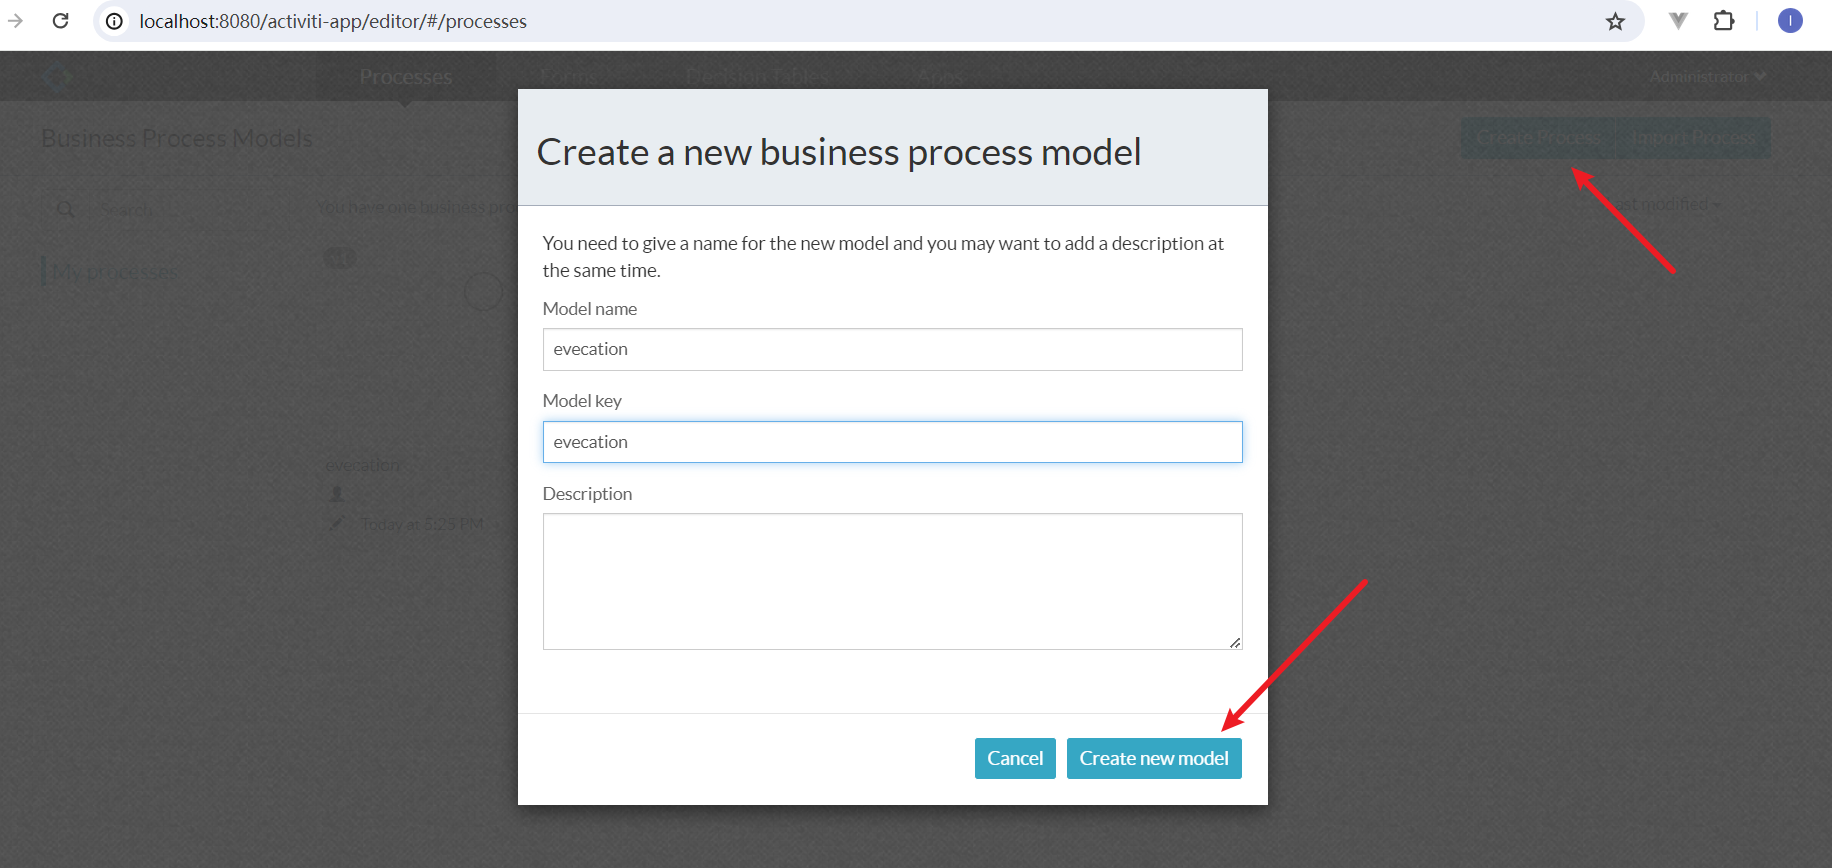 localhost:8080/activiti-app/editor/#/processes
Processes
Forms
Decision Tables
Apps
Administrator
Business Process Models
Create Process
Import Process
Search
You have one business pro
Last modified
My processes
evecation
Today at 5:25 PM
Create a new business process model
You need to give a name for the new model and you may want to add a description at
the same time.
Model name
evecation
Model key
evecation
Description
Cancel
Create new model
I